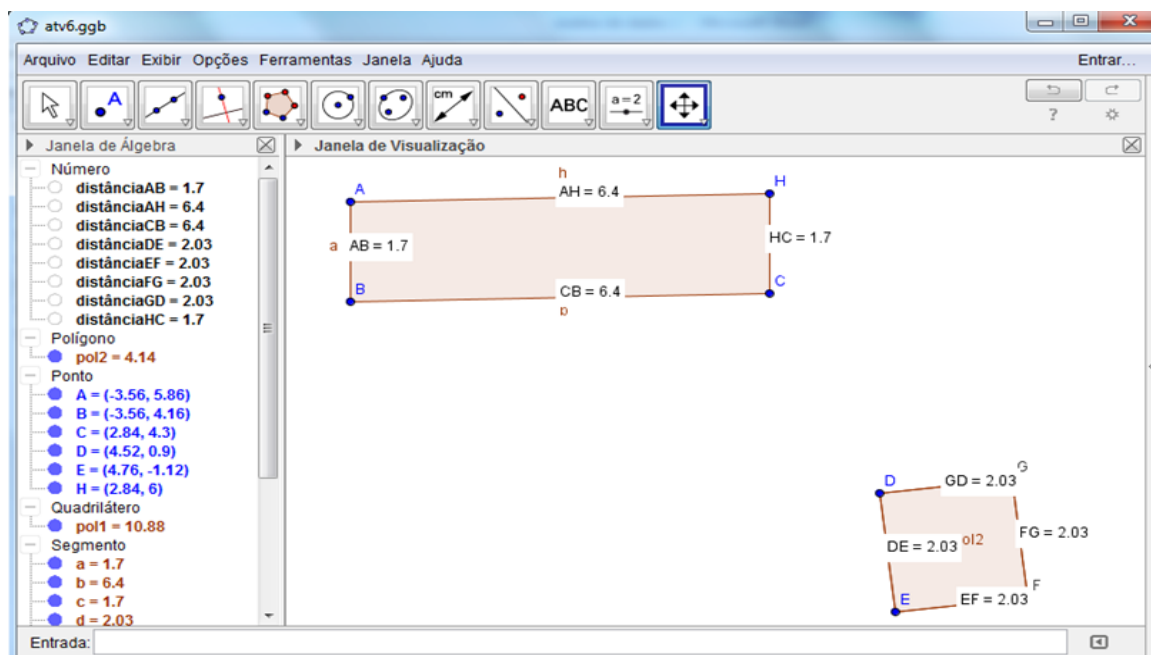 atv6.ggb
Arquivo Editar Exibir Opções Ferramentas Janela Ajuda
Entrar...
A
cm
ABC
a=2
?
Janela de Álgebra
Número
distânciaAB = 1.7
distânciaAH = 6.4
distânciaCB = 6.4
distânciaDE = 2.03
distânciaEF = 2.03
distânciaFG = 2.03
distânciaGD = 2.03
distânciaHC = 1.7
Polígono
pol2 = 4.14
Ponto
A = (-3.56, 5.86)
B = (-3.56, 4.16)
C = (2.84, 4.3)
D = (4.52, 0.9)
E = (4.76, -1.12)
H = (2.84, 6)
Quadrilátero
pol1 = 10.88
Segmento
a = 1.7
b = 6.4
c = 1.7
d = 2.03
Janela de Visualização
h
A
AH = 6.4
H
a
AB = 1.7
HC = 1.7
B
CB = 6.4
C
G
D
GD = 2.03
DE = 2.03
ol2
FG = 2.03
F
E
EF = 2.03
Entrada: